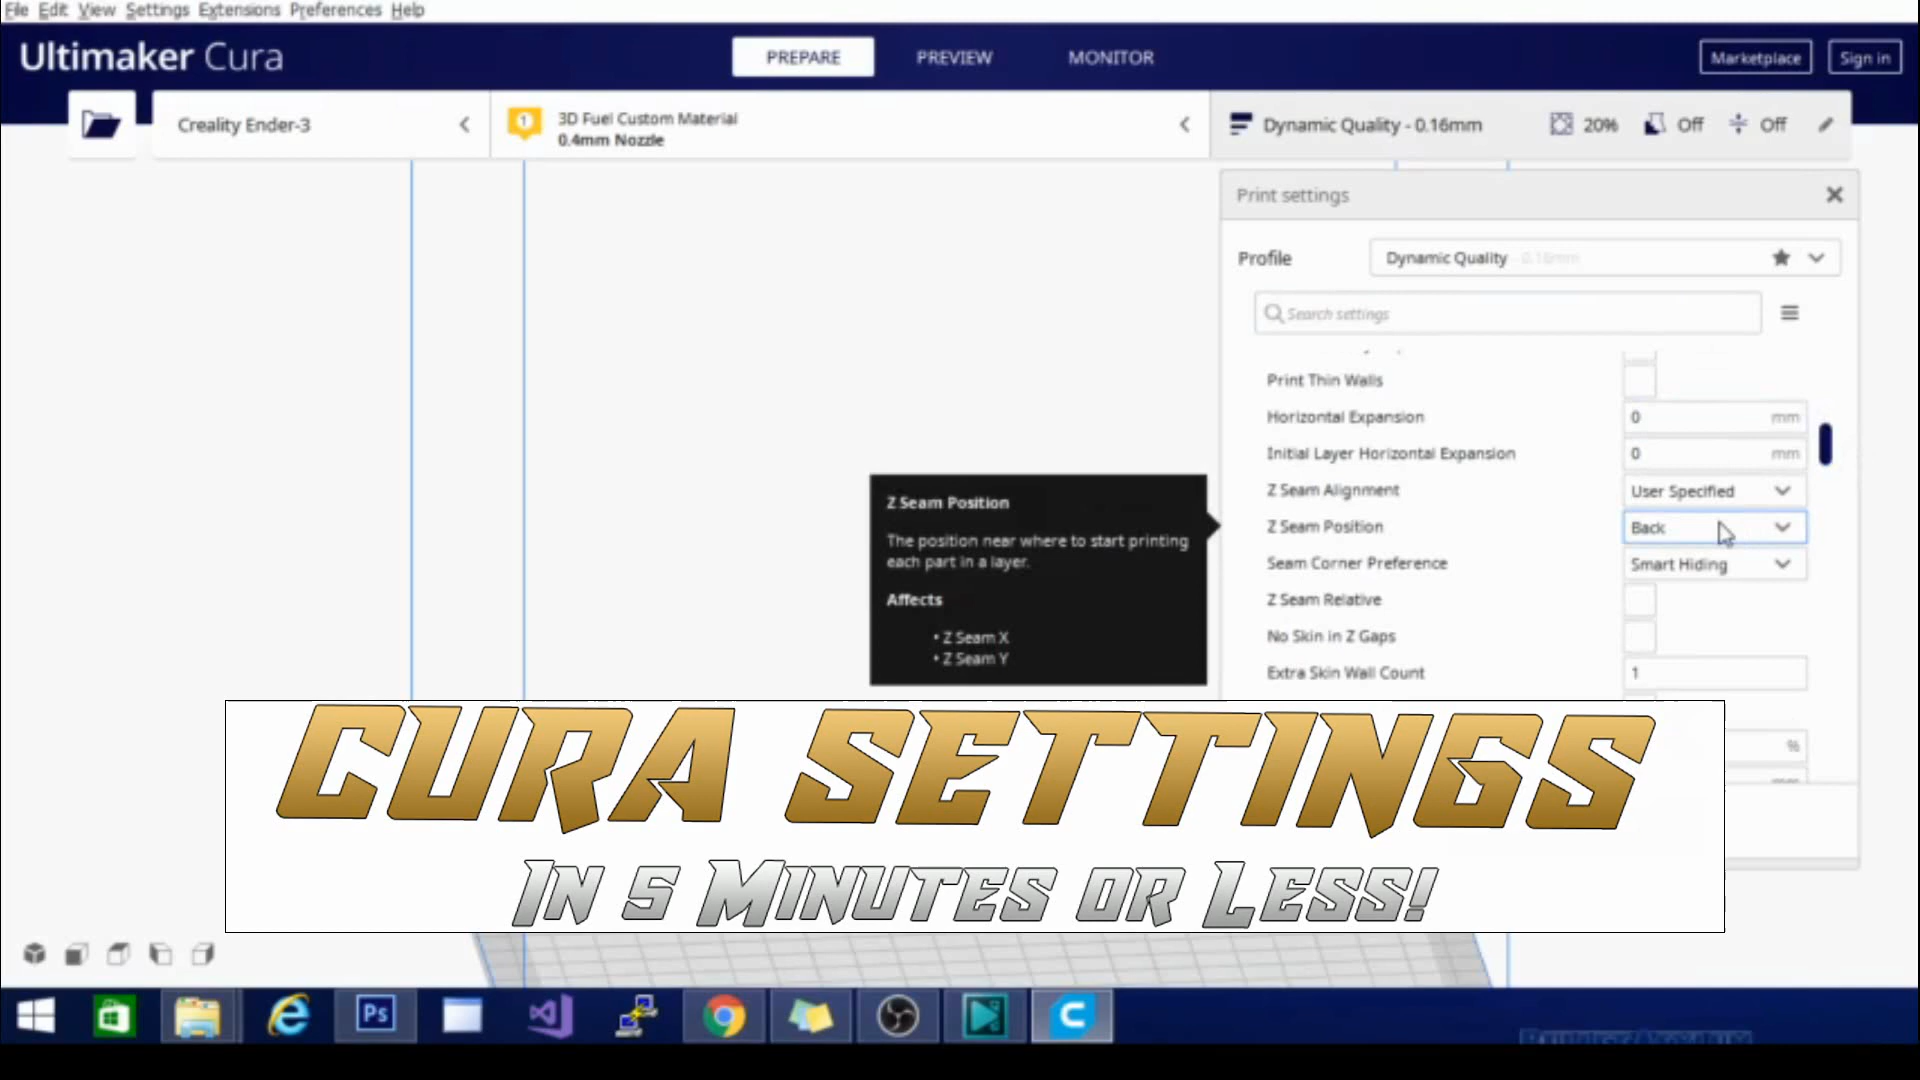 File Edit View Settings Extensions Preferences Help
Ultimaker Cura
PREPARE PREVIEW MONITOR
Marketplace Sign in
Creality Ender-3
1
3D Fuel Custom Material
0.4mm Nozzle
Dynamic Quality - 0.16mm 20% Off Off
Print settings
Profile Dynamic Quality - 0.16mm
Search settings
Print Thin Walls
Horizontal Expansion 0 mm
Initial Layer Horizontal Expansion 0 mm
Z Seam Alignment User Specified
Z Seam Position Back
Seam Corner Preference Smart Hiding
Z Seam Relative
No Skin in Z Gaps
Extra Skin Wall Count 1
%
Z Seam Position
The position near where to start printing
each part in a layer.
Affects
• Z Seam X
• Z Seam Y
CURA SETTINGS
IN 5 MINUTES OR LESS!
Ps